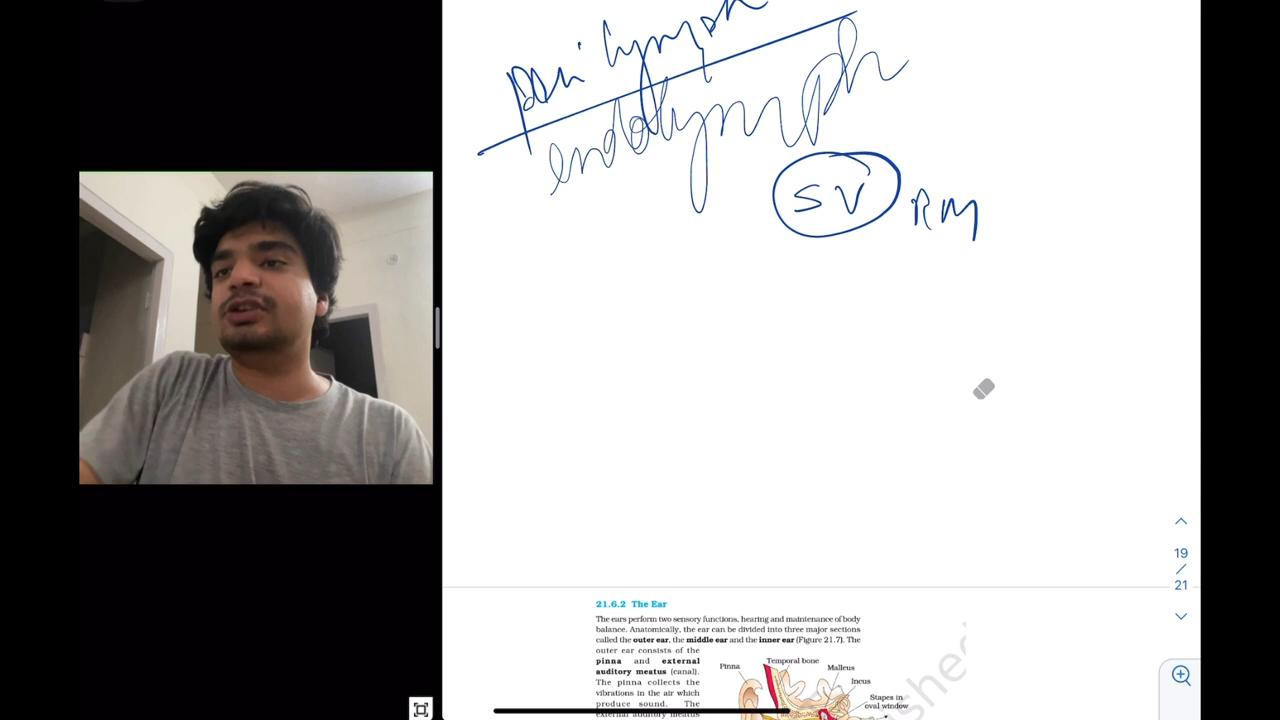 perilymph
endolymph
SV RM
19
/
21
21.6.2 The Ear
The ears perform two sensory functions, hearing and maintenance of body
balance. Anatomically, the ear can be divided into three major sections
called the outer ear, the middle ear and the inner ear (Figure 21.7). The
outer ear consists of the
pinna and external
auditory meatus (canal).
The pinna collects the
vibrations in the air which
produce sound. The
external auditory meatus
Pinna
Temporal bone
Malleus
Incus
Stapes in
oval window